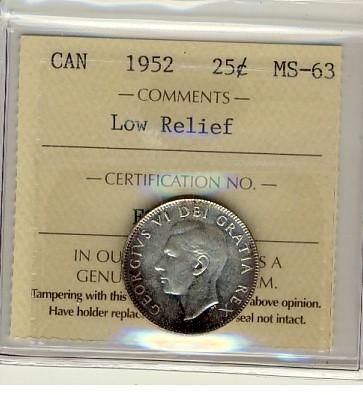 CAN 1952 25¢ MS-63
— COMMENTS —
Low Relief
— CERTIFICATION NO. —
GEORGIVS VI DEI GRATIA REX
IN OU A
GENU M.
Tampering with this above opinion.
Have holder replac seal not intact.